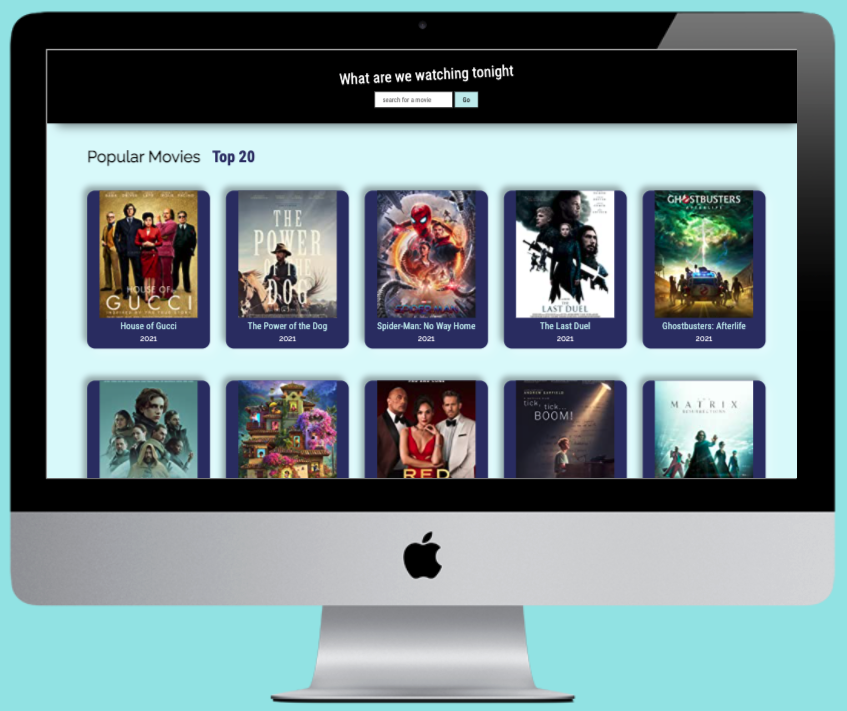 What are we watching tonight
search for a movie Go
Popular Movies Top 20
HOUSE OF
GUCCI
THE
POWER
OF THE
DOG
GHOSTBUSTERS
AFTERLIFE
THE
LAST DUEL
House of Gucci The Power of the Dog Spider-Man: No Way Home The Last Duel Ghostbusters: Afterlife
2021 2021 2021 2021 2021
ANDREW GARFIELD
tick, tick...
BOOM!
MATRIX
RED